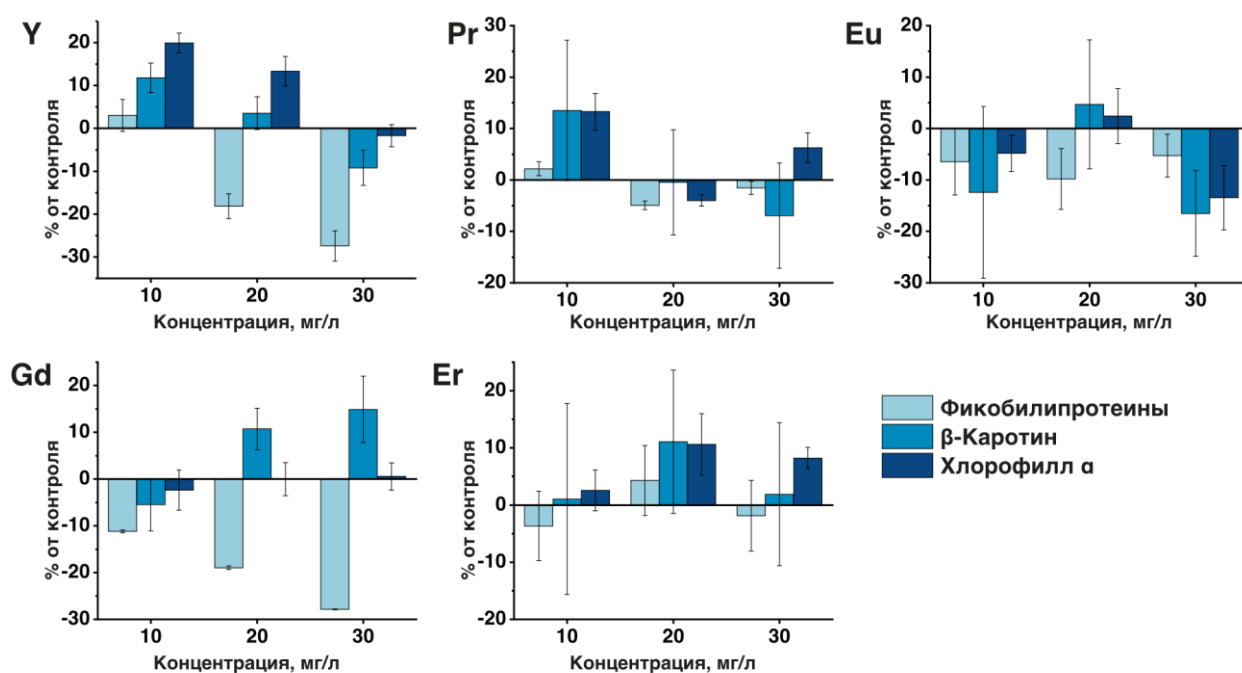 Y
% от контроля
20
10
0
-10
-20
-30
10 20 30
Концентрация, мг/л
Pr
% от контроля
30
20
10
0
-10
-20
10 20 30
Концентрация, мг/л
Eu
% от контроля
20
10
0
-10
-20
-30
10 20 30
Концентрация, мг/л
Gd
% от контроля
20
10
0
-10
-20
-30
10 20 30
Концентрация, мг/л
Er
% от контроля
20
10
0
-10
-20
10 20 30
Концентрация, мг/л
Фикобилипротеины
β-Каротин
Хлорофилл α